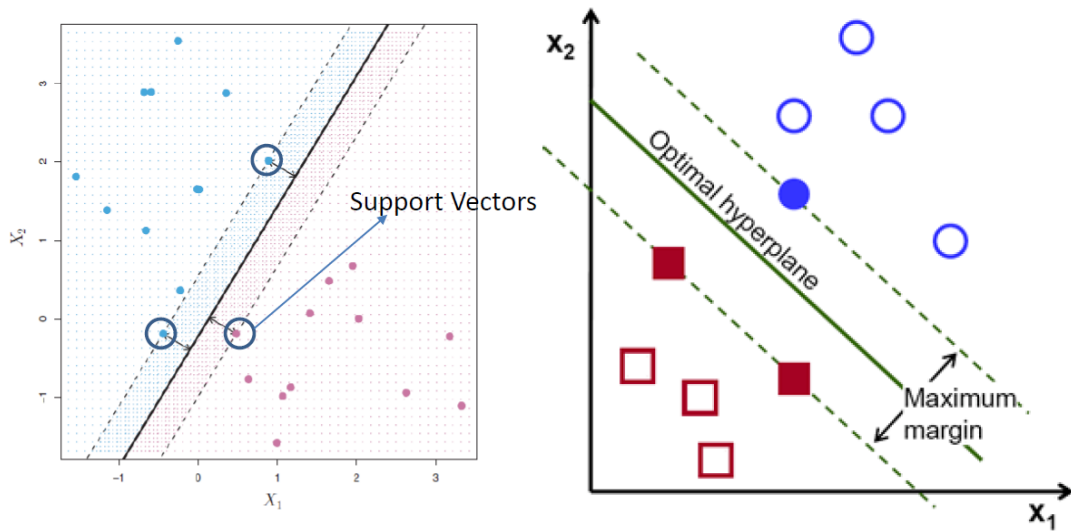 3
2
1
0
−1
X₂
−1
0
1
2
3
X₁
Support Vectors
x₂
Optimal hyperplane
Maximum
margin
x₁